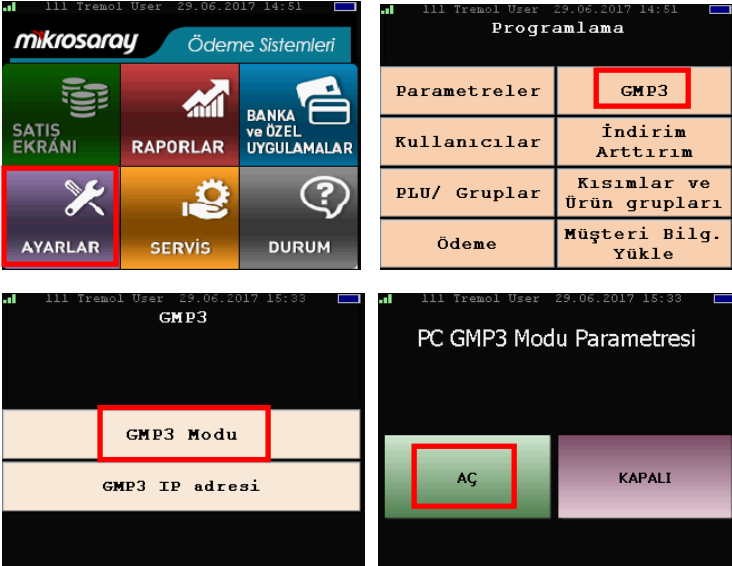 111 Tremol User 29.06.2017 14:51
mikrosaray Ödeme Sistemleri
SATIŞ
EKRANI
RAPORLAR
BANKA
ve ÖZEL
UYGULAMALAR
AYARLAR
SERVİS
DURUM
111 Tremol User 29.06.2017 14:51
Programlama
Parametreler
GMP3
Kullanıcılar
İndirim
Arttırım
PLU/ Gruplar
Kısımlar ve
Ürün grupları
Ödeme
Müşteri Bilg.
Yükle
111 Tremol User 29.06.2017 15:33
GMP3
GMP3 Modu
GMP3 IP adresi
111 Tremol User 29.06.2017 15:33
PC GMP3 Modu Parametresi
AÇ
KAPALI